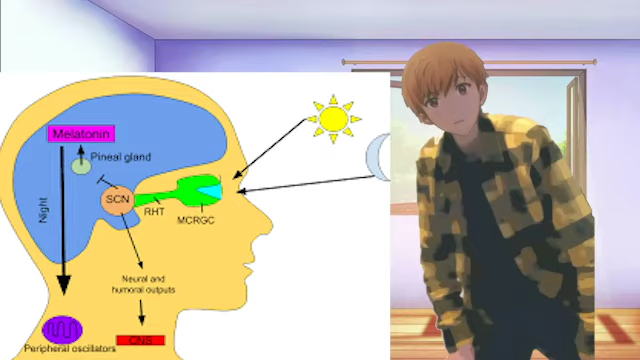 Melatonin
Pineal gland
SCN
RHT
MCRGC
Night
Neural and
humoral outputs
CNS
Peripheral oscillators